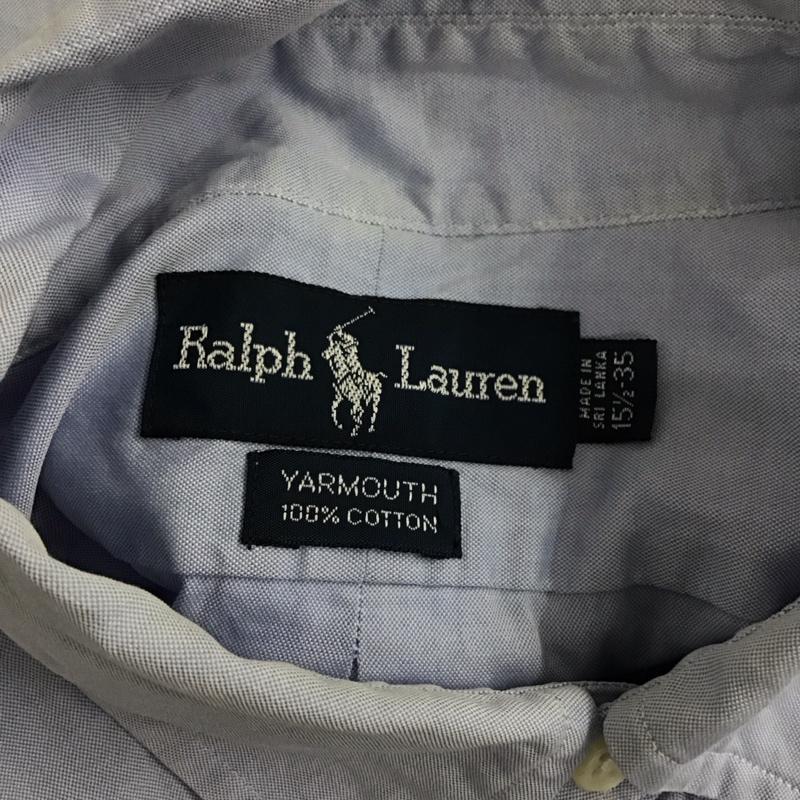 Ralph Lauren
MADE IN
SRI LANKA
15½-35
YARMOUTH
100% COTTON